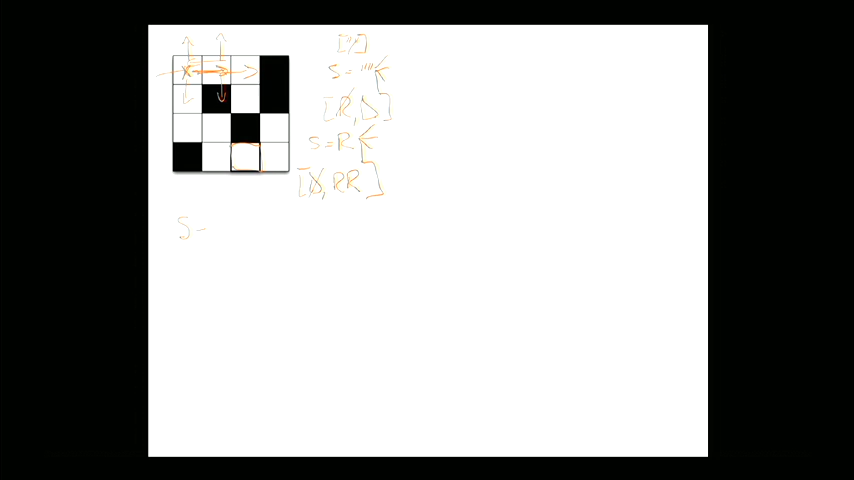 [""]
S = ""
[R, D]
S = R
[D, RR]
S -